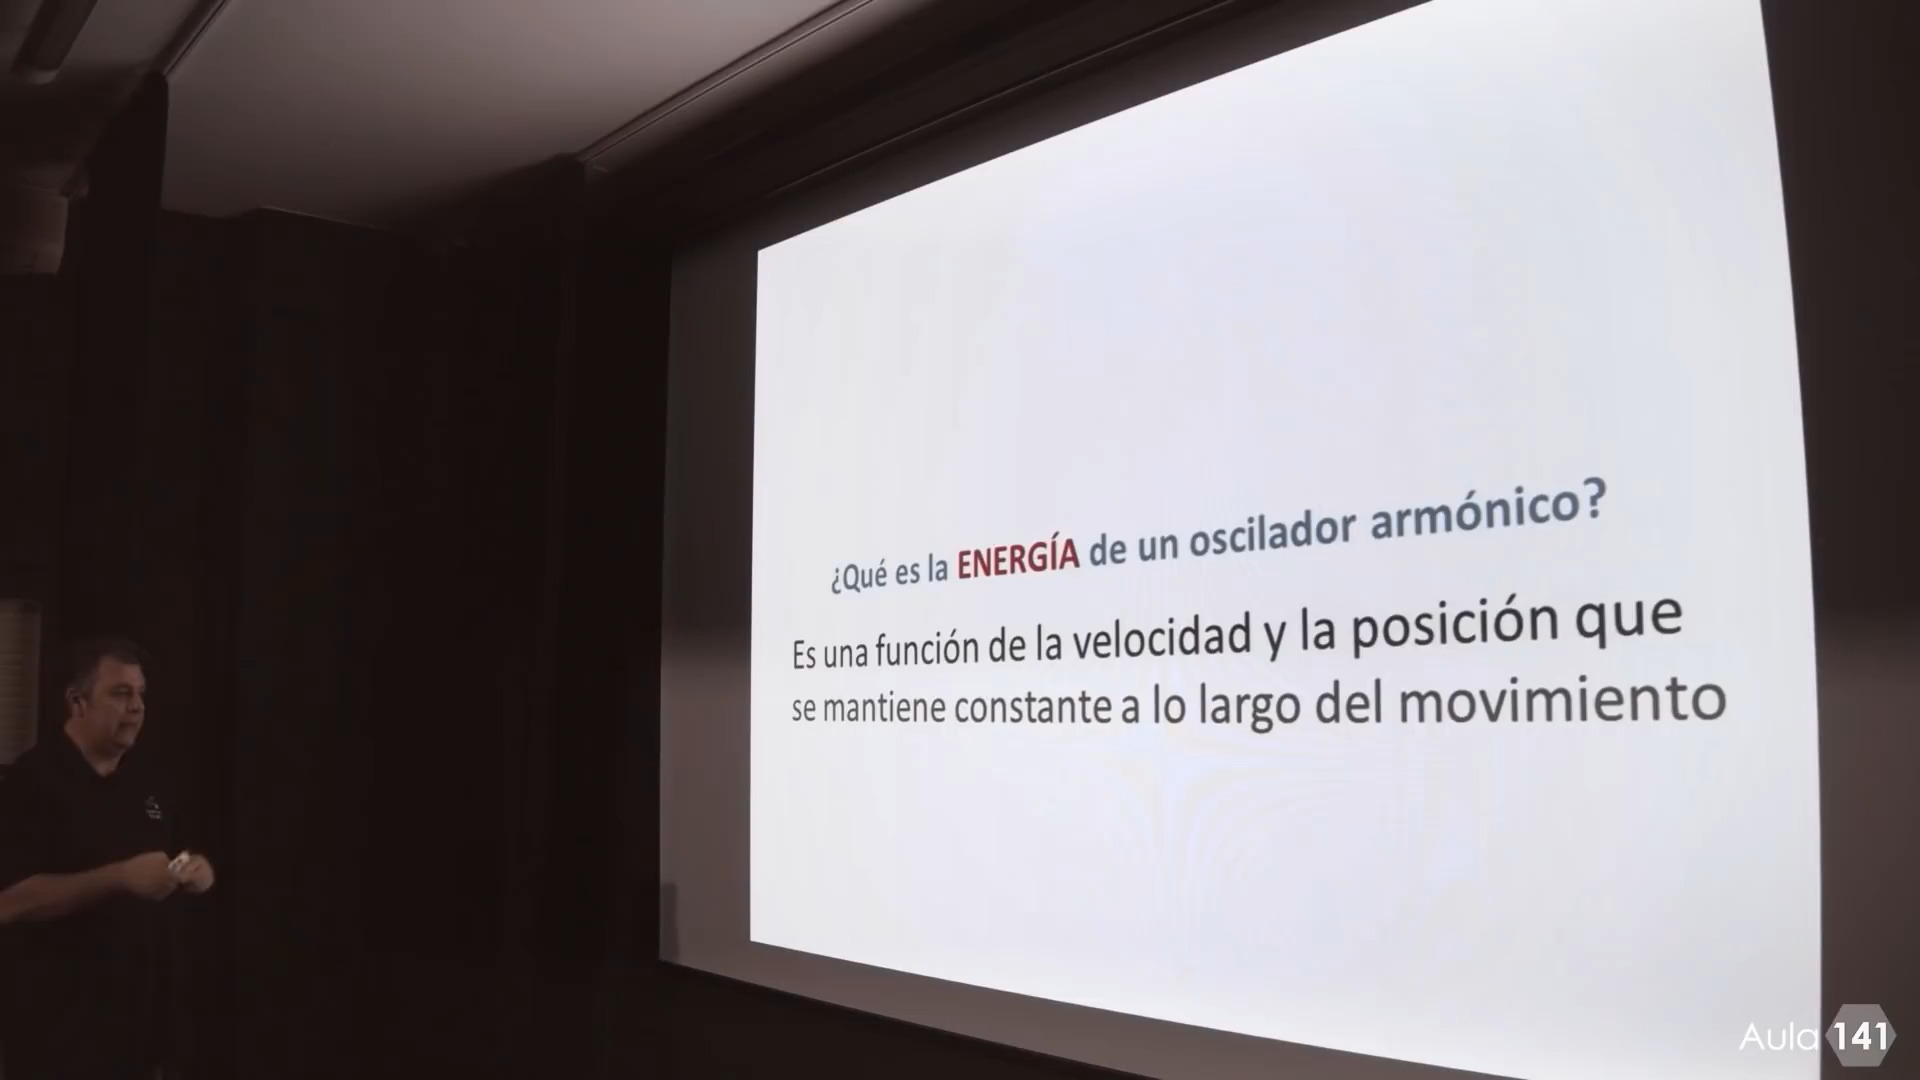 ¿Qué es la ENERGÍA de un oscilador armónico?
Es una función de la velocidad y la posición que
se mantiene constante a lo largo del movimiento
Aula 141